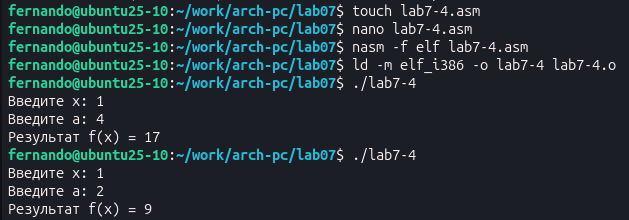 fernando@ubuntu25-10:~/work/arch-pc/lab07$ touch lab7-4.asm
fernando@ubuntu25-10:~/work/arch-pc/lab07$ nano lab7-4.asm
fernando@ubuntu25-10:~/work/arch-pc/lab07$ nasm -f elf lab7-4.asm
fernando@ubuntu25-10:~/work/arch-pc/lab07$ ld -m elf_i386 -o lab7-4 lab7-4.o
fernando@ubuntu25-10:~/work/arch-pc/lab07$ ./lab7-4
Введите x: 1
Введите a: 4
Результат f(x) = 17
fernando@ubuntu25-10:~/work/arch-pc/lab07$ ./lab7-4
Введите x: 1
Введите a: 2
Результат f(x) = 9